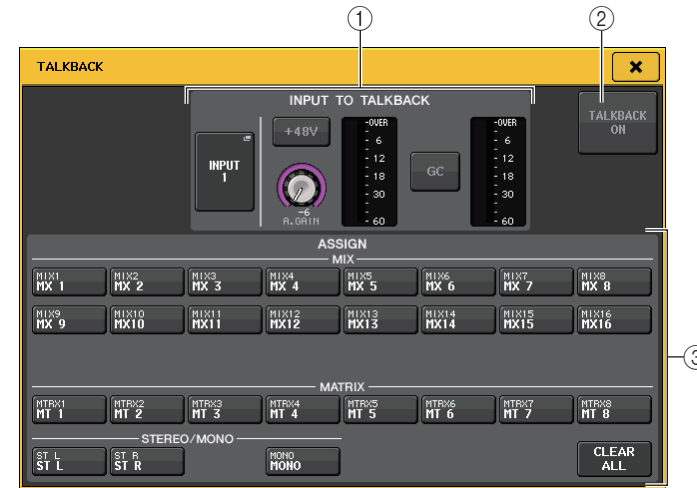 ① ②
TALKBACK ×
INPUT TO TALKBACK
TALKBACK
ON
INPUT
1
+48V
-6
A.GAIN
-OVER
- 6
- 12
- 18
- 30
- 60
GC
-OVER
- 6
- 12
- 18
- 30
- 60
③
ASSIGN
MIX
MIX1 MIX2 MIX3 MIX4 MIX5 MIX6 MIX7 MIX8
MX 1 MX 2 MX 3 MX 4 MX 5 MX 6 MX 7 MX 8
MIX9 MIX10 MIX11 MIX12 MIX13 MIX14 MIX15 MIX16
MX 9 MX10 MX11 MX12 MX13 MX14 MX15 MX16
MATRIX
MTRX1 MTRX2 MTRX3 MTRX4 MTRX5 MTRX6 MTRX7 MTRX8
MT 1 MT 2 MT 3 MT 4 MT 5 MT 6 MT 7 MT 8
STEREO/MONO
ST L ST R MONO
ST L ST R MONO
CLEAR
ALL